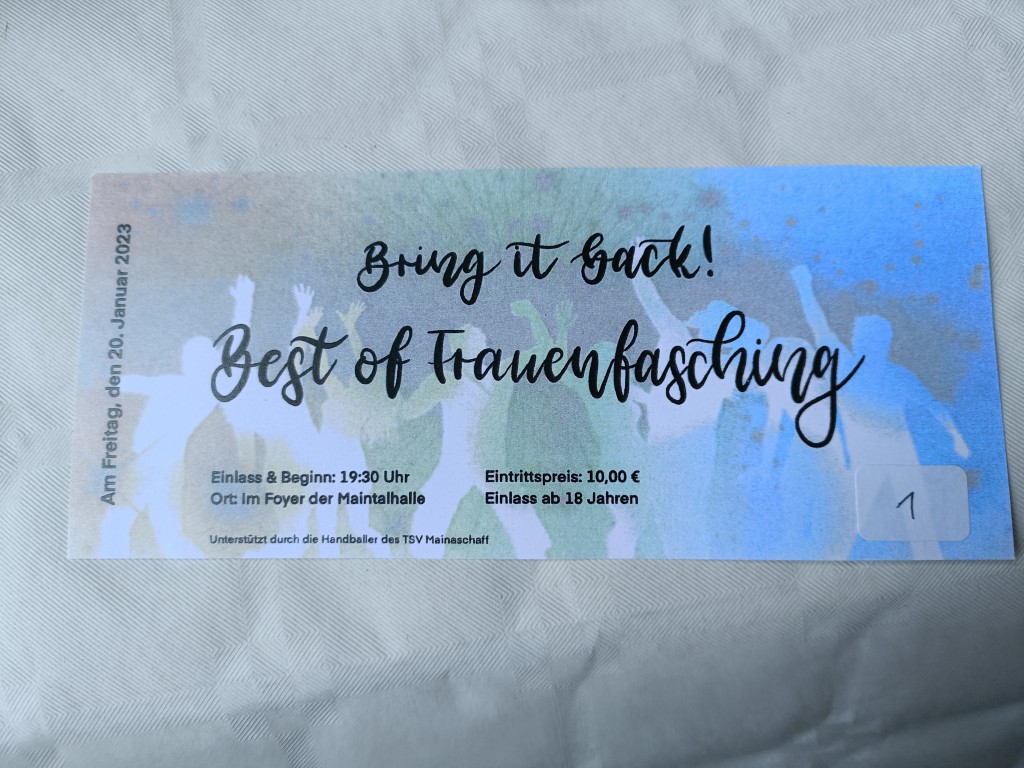 Am Freitag, den 20. Januar 2023
Bring it back!
Best of Frauenfasching
Einlass & Beginn: 19:30 Uhr
Ort: Im Foyer der Maintalhalle
Eintrittspreis: 10,00 €
Einlass ab 18 Jahren
Unterstützt durch die Handballer des TSV Mainaschaff
1